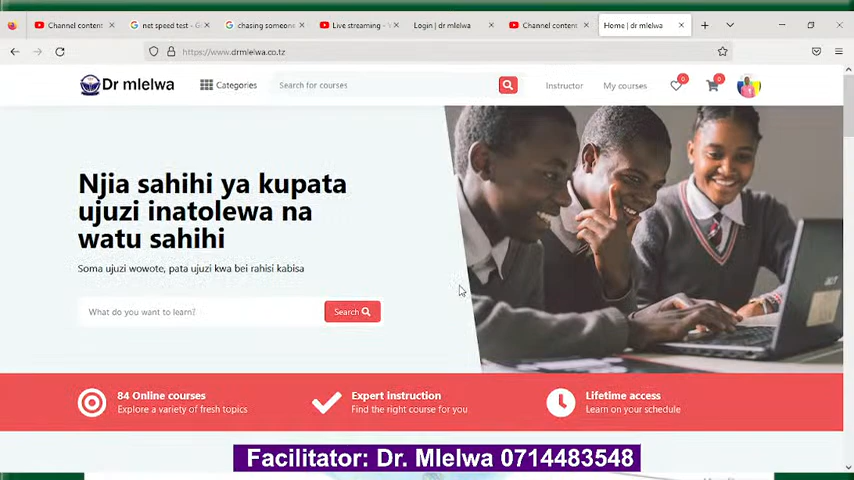 Channel content
net speed test - G
chasing someone
Live streaming -
Login | dr mlelwa
Channel content
Home | dr mlelwa
https://www.drmlelwa.co.tz
Dr mlelwa
Categories
Search for courses
Instructor
My courses
0
0
Njia sahihi ya kupata
ujuzi inatolewa na
watu sahihi
Soma ujuzi wowote, pata ujuzi kwa bei rahisi kabisa
What do you want to learn?
Search
84 Online courses
Explore a variety of fresh topics
Expert instruction
Find the right course for you
Lifetime access
Learn on your schedule
Facilitator: Dr. Mlelwa 0714483548